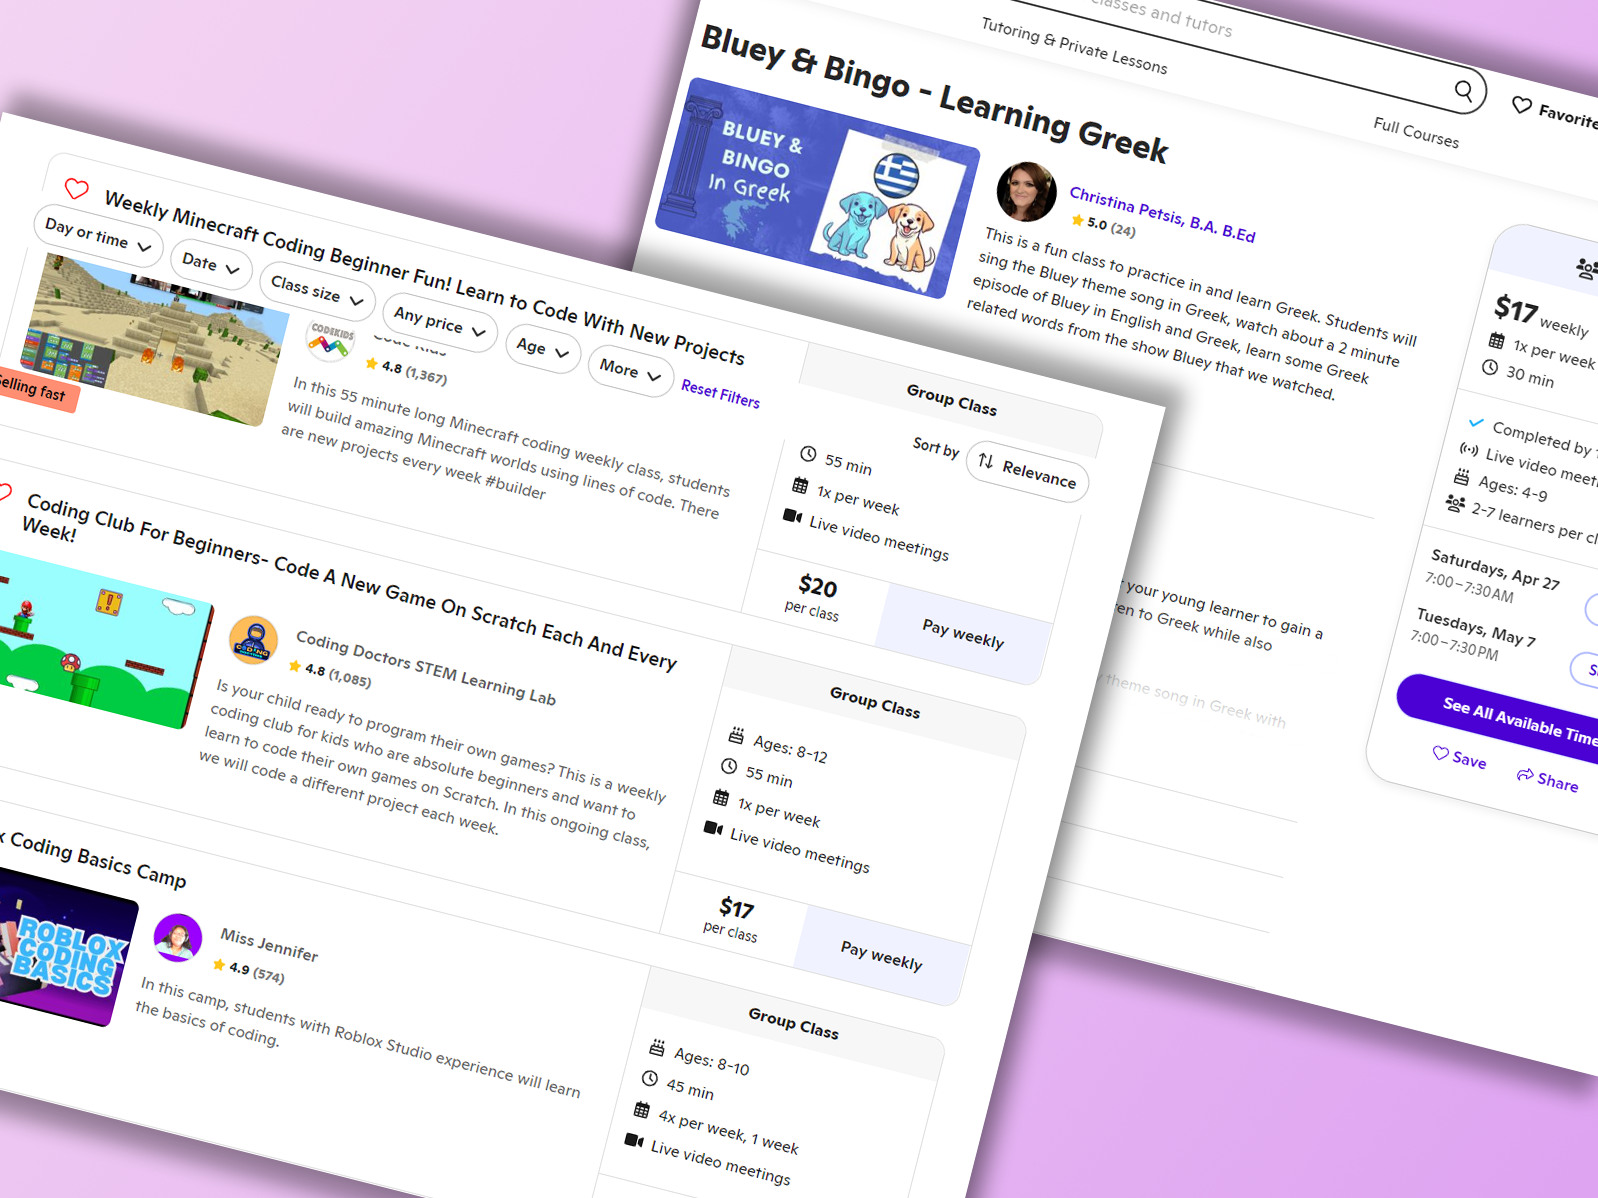 classes and tutors
Tutoring & Private Lessons
Full Courses
Favorite
Bluey & Bingo - Learning Greek
BLUEY &
BINGO
In Greek
Christina Petsis, B.A. B.Ed
5.0 (24)
This is a fun class to practice in and learn Greek. Students will
sing the Bluey theme song in Greek, watch about a 2 minute
episode of Bluey in English and Greek, learn some Greek
related words from the show Bluey that we watched.
$17 weekly
1x per week
30 min
Completed by
Live video meeti
Ages: 4-9
2-7 learners per cl
Saturdays, Apr 27
7:00–7:30 AM
Tuesdays, May 7
7:00–7:30 PM
See All Available Time
Save
Share
your young learner to gain a
en to Greek while also
theme song in Greek with
Weekly Minecraft Coding Beginner Fun! Learn to Code With New Projects
Day or time
Date
Class size
Any price
Age
More
Reset Filters
Sort by
Relevance
CODEKIDS
Code Kids
4.8 (1,367)
Selling fast
In this 55 minute long Minecraft coding weekly class, students
will build amazing Minecraft worlds using lines of code. There
are new projects every week #builder
Group Class
55 min
1x per week
Live video meetings
$20
per class
Pay weekly
Coding Club For Beginners- Code A New Game On Scratch Each And Every
Week!
CODING
Coding Doctors STEM Learning Lab
4.8 (1,085)
Is your child ready to program their own games? This is a weekly
coding club for kids who are absolute beginners and want to
learn to code their own games on Scratch. In this ongoing class,
we will code a different project each week.
Group Class
Ages: 8-12
55 min
1x per week
Live video meetings
$17
per class
Pay weekly
x Coding Basics Camp
ROBLOX
CODING
BASICS
Miss Jennifer
4.9 (574)
In this camp, students with Roblox Studio experience will learn
the basics of coding.
Group Class
Ages: 8-10
45 min
4x per week, 1 week
Live video meetings